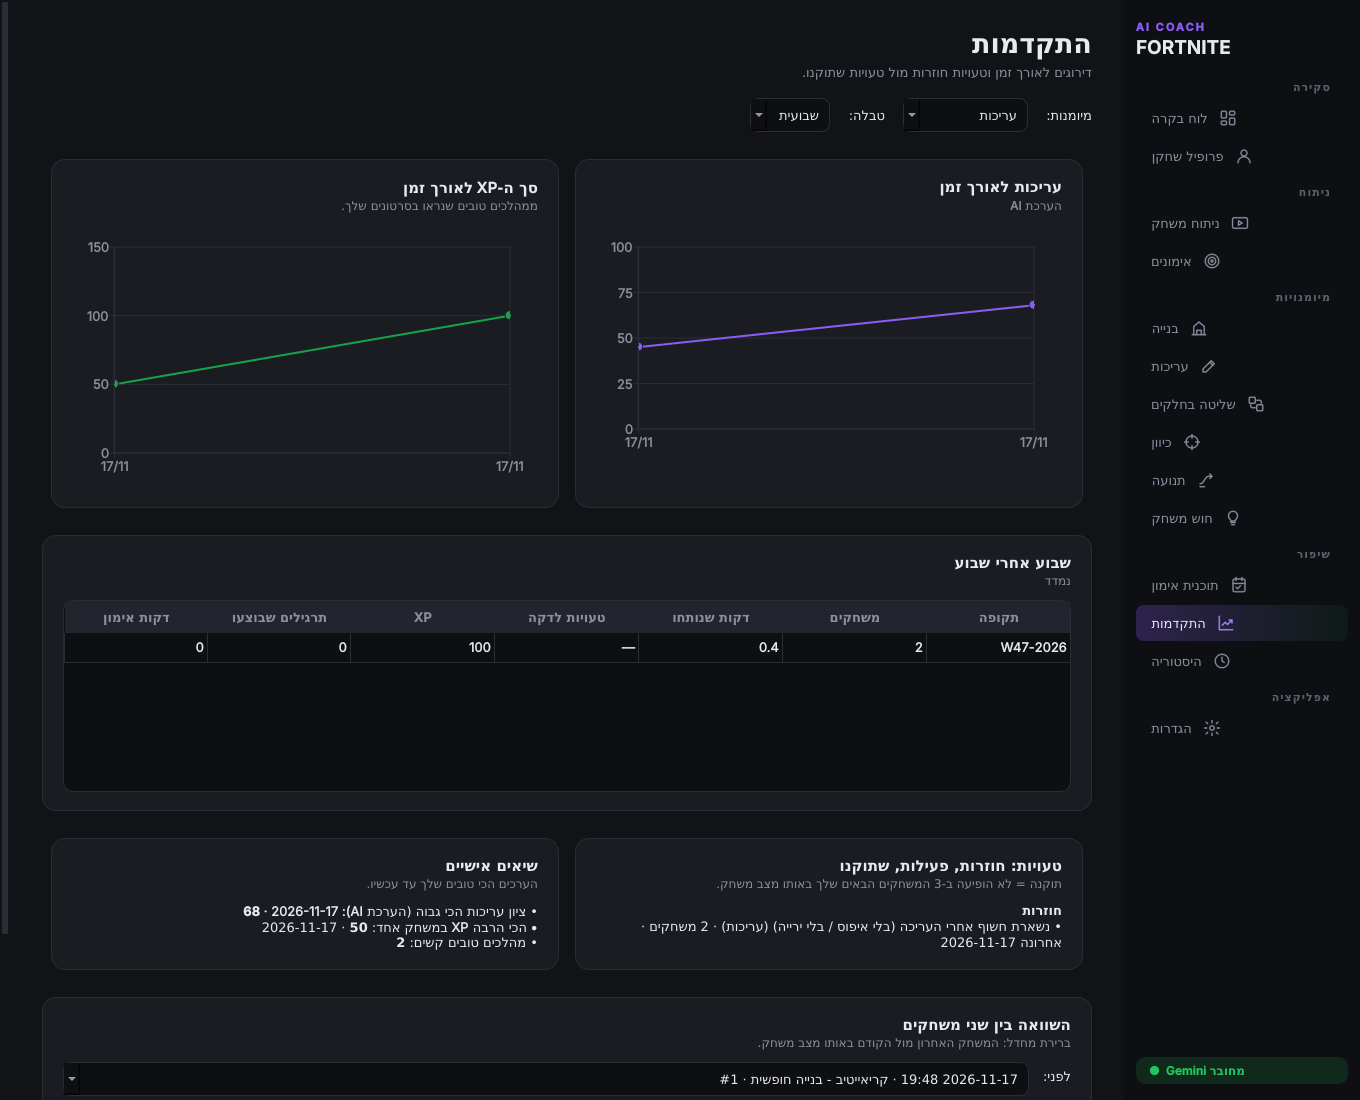 AI COACH
FORTNITE
סקירה
לוח בקרה
פרופיל שחקן
ניתוח
ניתוח משחק
אימונים
מיומנויות
בנייה
עריכות
שליטה בחלקים
כיוון
תנועה
חוש משחק
שיפור
תוכנית אימון
התקדמות
היסטוריה
אפליקציה
הגדרות
מחובר Gemini
התקדמות
דירוגים לאורך זמן וטעויות חוזרות מול טעויות שתוקנו.
מיומנות: עריכות טבלה: שבועית
עריכות לאורך זמן
הערכת AI
100
75
50
25
0
17/11 17/11
סך ה-XP לאורך זמן
ממהלכים טובים שנראו בסרטונים שלך.
150
100
50
0
17/11 17/11
שבוע אחרי שבוע
נמדד
תקופה משחקים דקות שנותחו טעויות לדקה XP תרגילים שבוצעו דקות אימון
W47-2026 2 0.4 — 100 0 0
טעויות: חוזרות, פעילות, שתוקנו
תוקנה = לא הופיעה ב-3 המשחקים הבאים שלך באותו מצב משחק.
חוזרות
• נשארת חשוף אחרי העריכה (בלי איפוס / בלי ירייה) (עריכות) · 2 משחקים ·
אחרונה 2026-11-17
שיאים אישיים
הערכים הכי טובים שלך עד עכשיו.
• ציון עריכות הכי גבוה (הערכת AI): 68 · 2026-11-17
• הכי הרבה XP במשחק אחד: 50 · 2026-11-17
• מהלכים טובים קשים: 2
השוואה בין שני משחקים
ברירת מחדל: המשחק האחרון מול הקודם באותו מצב משחק.
לפני: 2026-11-17 19:48 · קריאייטיב - בנייה חופשית · #1